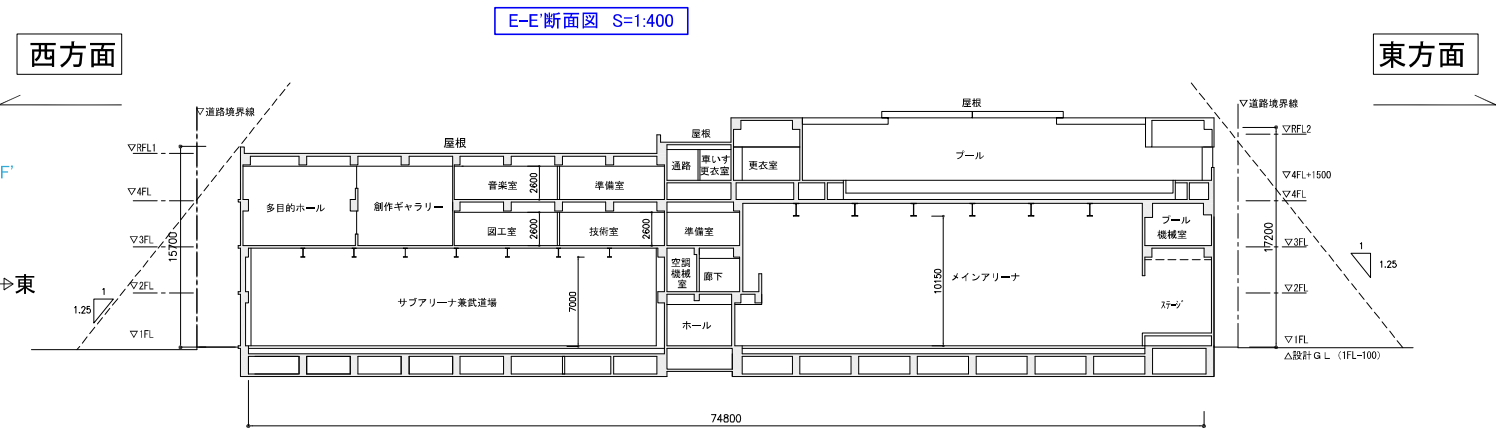 E-E'断面図 S=1:400
西方面
東方面
▽道路境界線
屋根
▽道路境界線
▽RFL1
屋根
屋根
▽RFL2
F'
通路
車いす
更衣室
更衣室
プール
音楽室
2600
準備室
▽4FL+1500
▽4FL
▽4FL
多目的ホール
創作ギャラリー
図工室
2600
技術室
2600
準備室
プール
機械室
▽3FL
15700
▽3FL
17200
空調
機械
室
廊下
メインアリーナ
1
1.25
東
▽2FL
▽2FL
1
1.25
サブアリーナ兼武道場
7000
10150
ステージ
ホール
▽1FL
▽1FL
△設計GL (1FL-100)
74800